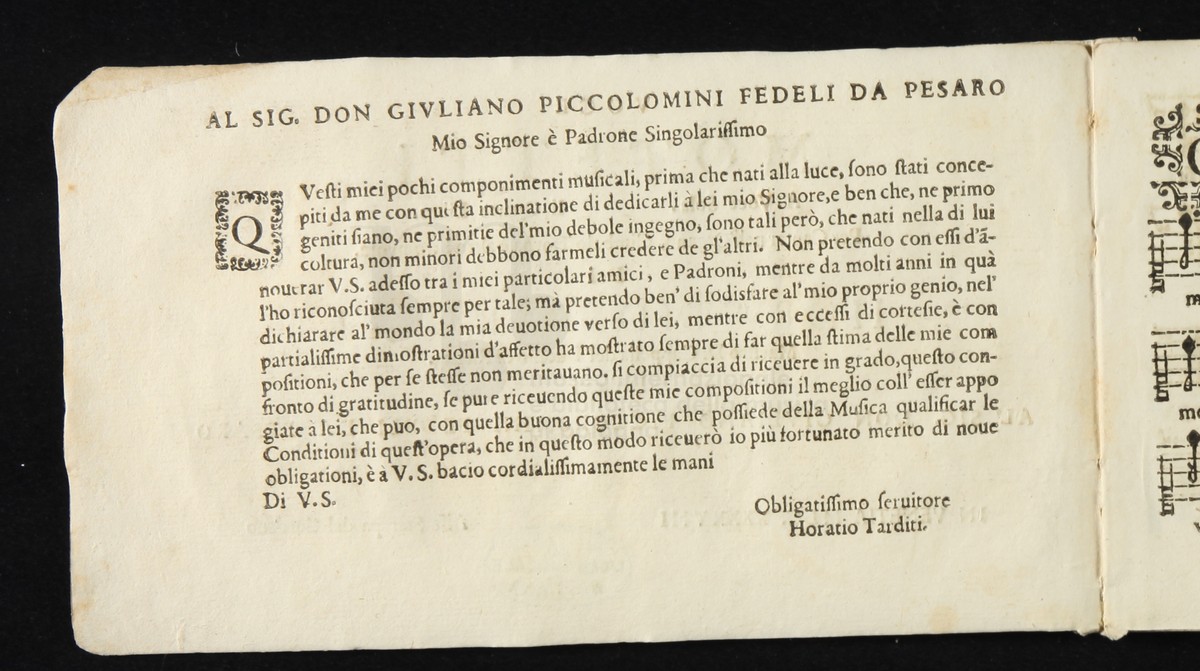 AL SIG. DON GIVLIANO PICCOLOMINI FEDELI DA PESARO
Mio Signore è Padrone Singolarissimo
QVesti miei pochi componimenti musicali, prima che nati alla luce, sono stati conce-
piti da me con questa inclinatione di dedicarli à lei mio Signore,e ben che, ne primo
geniti siano, ne primitie del'mio debole ingegno, sono tali però, che nati nella di lui
coltura, non minori debbono farmeli credere de gl'altri. Non pretendo con essi d'ã-
nouerar V.S. adesso tra i miei particolari amici, e Padroni, mentre da molti anni in quà
l'ho riconosciuta sempre per tale; mà pretendo ben' di sodisfare al'mio proprio genio, nel'
dichiarare al' mondo la mia deuotione verso di lei, mentre con eccessi di cortesie, è con
partialissime dimostrationi d'affetto ha mostrato sempre di far quella stima delle mie com
positioni, che per se stesse non meritauano. si compiaccia di riceuere in grado,questo con-
fronto di gratitudine, se pure riceuendo queste mie compositioni il meglio coll' esser appo
giate à lei, che puo, con quella buona cognitione che possiede della Musica qualificar le
Conditioni di quest'opera, che in questo modo riceuerò io più fortunato merito di noue
obligationi, è à V.S. bacio cordialissimamente le mani
Di V.S.
Obligatissimo seruitore
Horatio Tarditi.